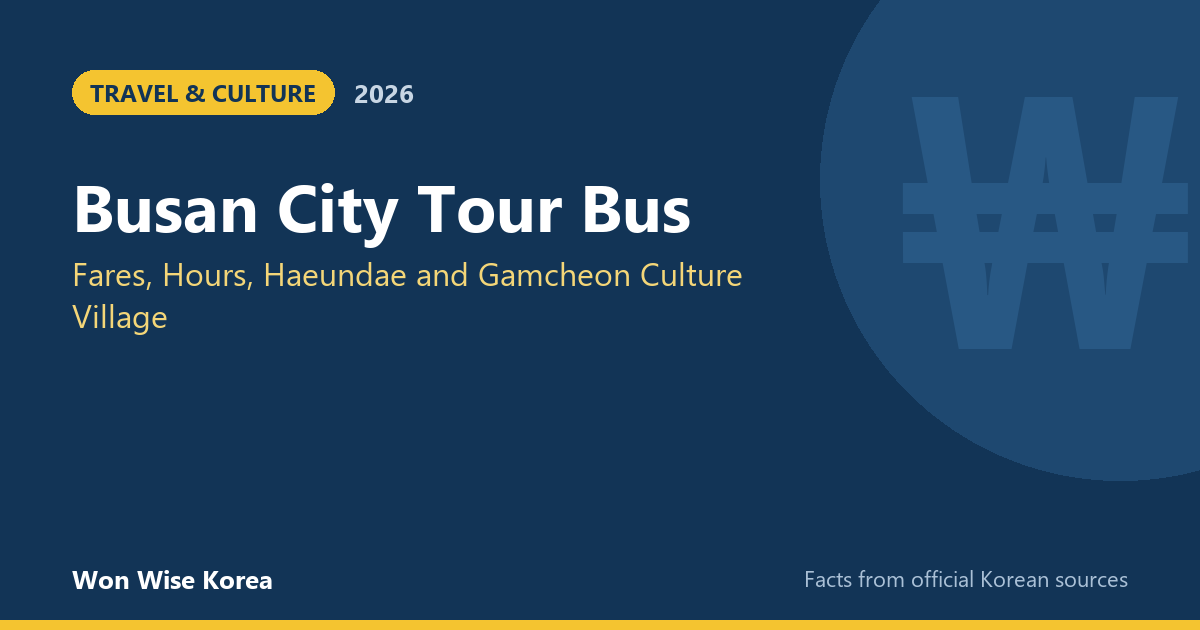 TRAVEL & CULTURE 2026
Busan City Tour Bus
Fares, Hours, Haeundae and Gamcheon Culture
Village
₩
Won Wise Korea
Facts from official Korean sources